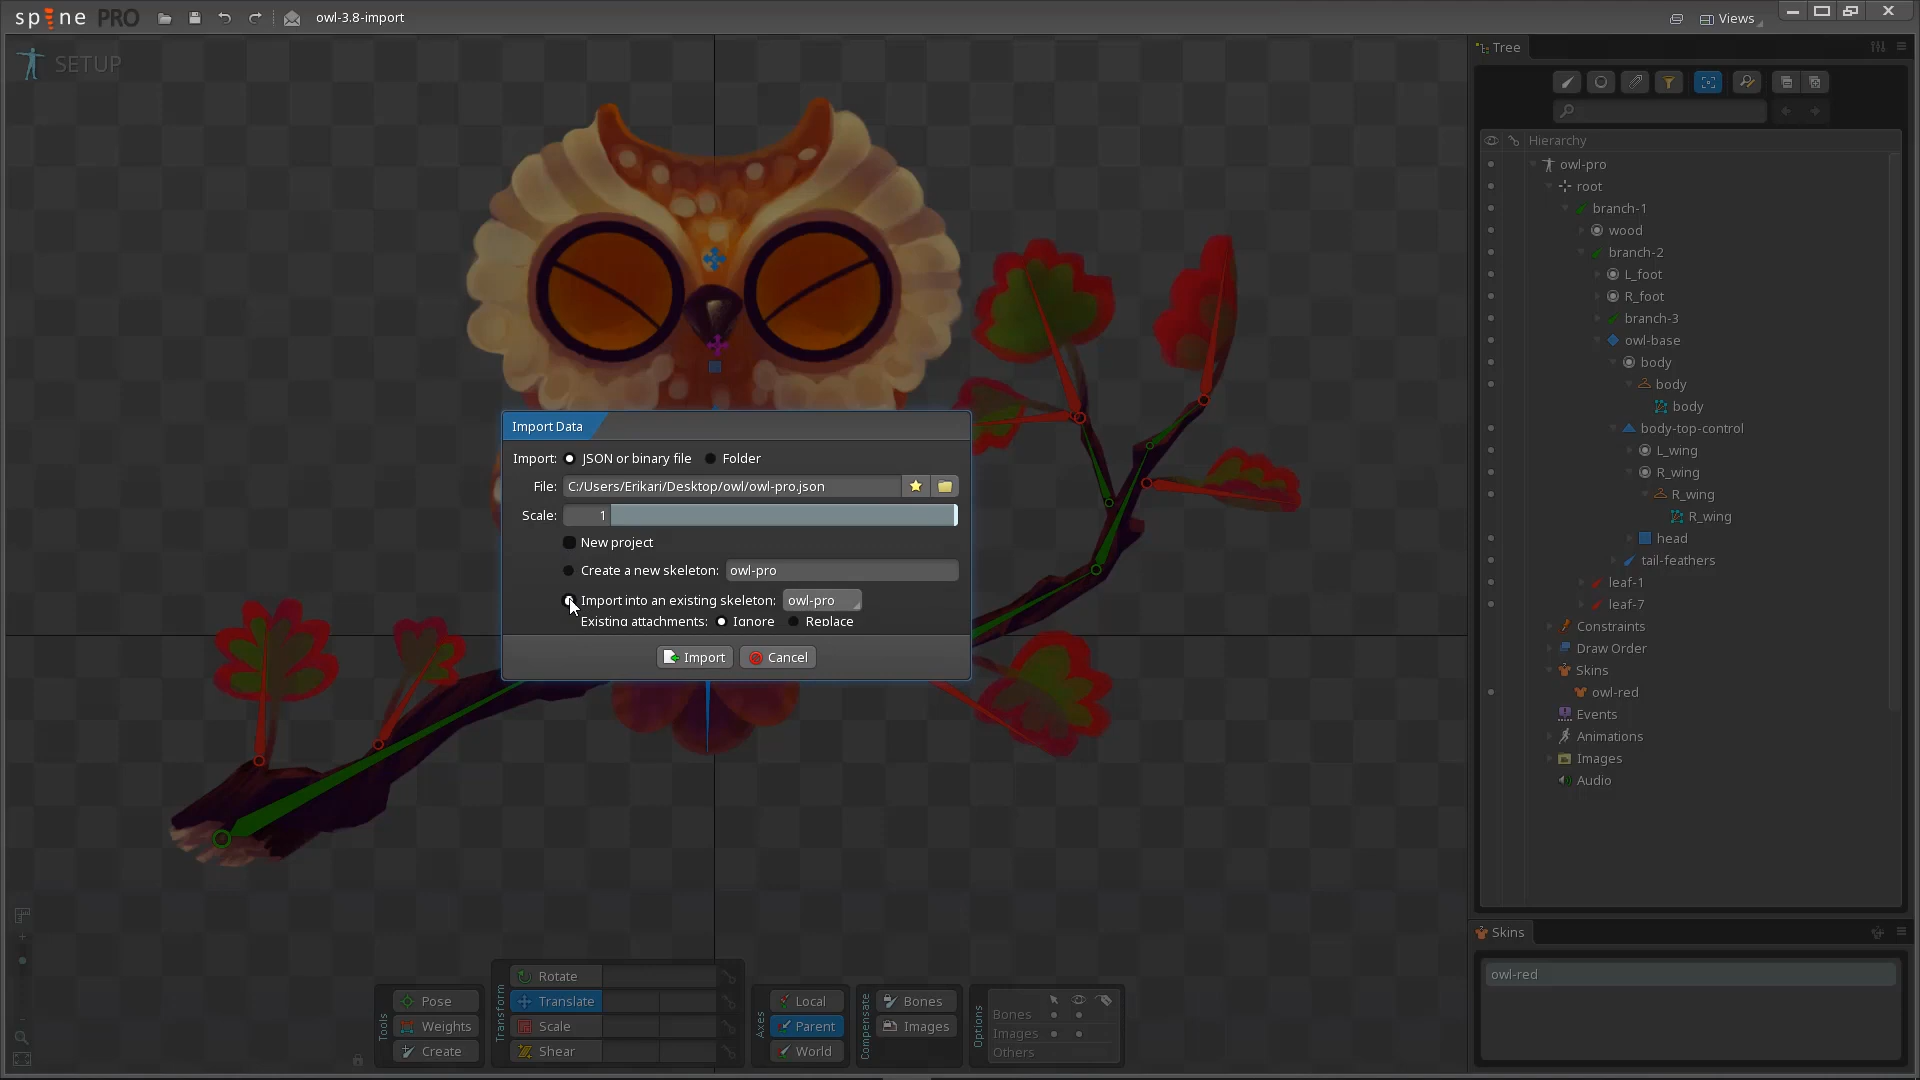 spine PRO
owl-3.8-import
Views
SETUP
Tree
Hierarchy
owl-pro
root
branch-1
wood
branch-2
L_foot
R_foot
branch-3
owl-base
body
body
body
body-top-control
L_wing
R_wing
R_wing
R_wing
head
tail-feathers
leaf-1
leaf-7
Constraints
Draw Order
Skins
owl-red
Events
Animations
Images
Audio
Import Data
Import: JSON or binary file Folder
File: C:/Users/Erikari/Desktop/owl/owl-pro.json
Scale: 1
New project
Create a new skeleton: owl-pro
Import into an existing skeleton: owl-pro
Existing attachments: Ignore Replace
Import Cancel
Skins
owl-red
Tools
Pose
Weights
Create
Transform
Rotate
Translate
Scale
Shear
Axes
Local
Parent
World
Compensate
Bones
Images
Options
Bones
Images
Others